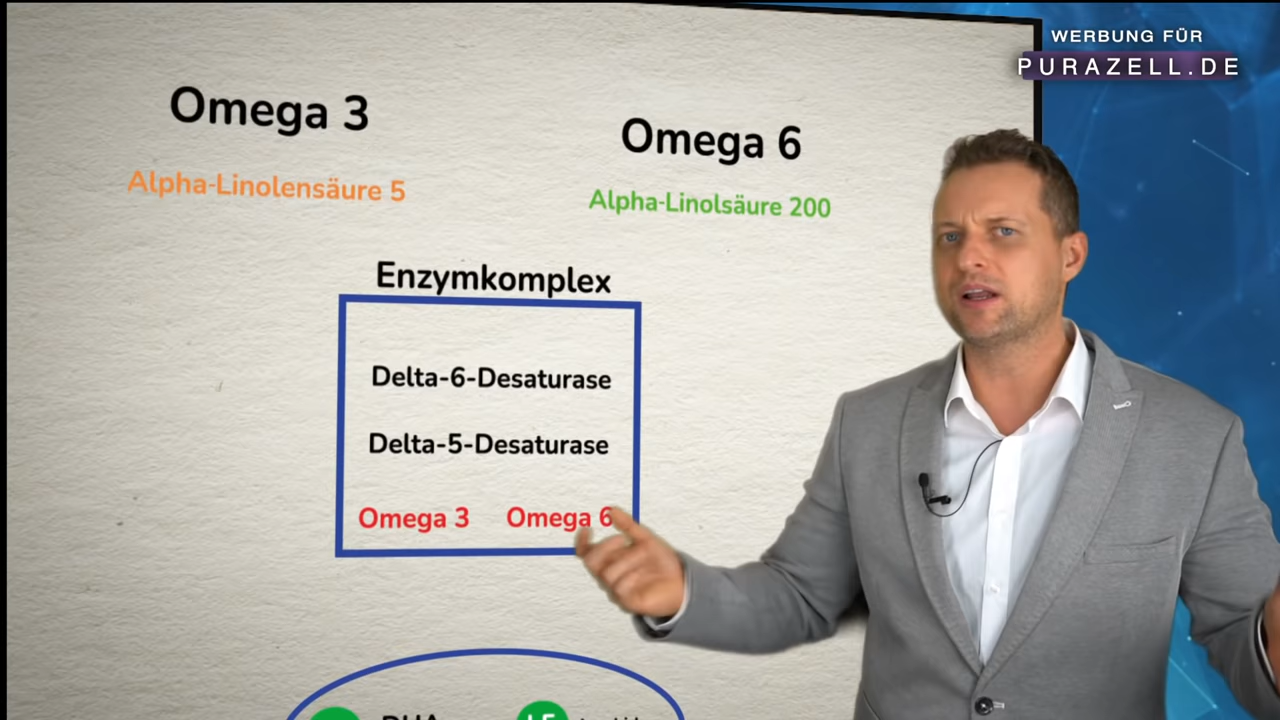 WERBUNG FÜR
PURAZELL.DE
Omega 3
Omega 6
Alpha-Linolensäure 5
Alpha-Linolsäure 200
Enzymkomplex
Delta-6-Desaturase
Delta-5-Desaturase
Omega 3 Omega 6